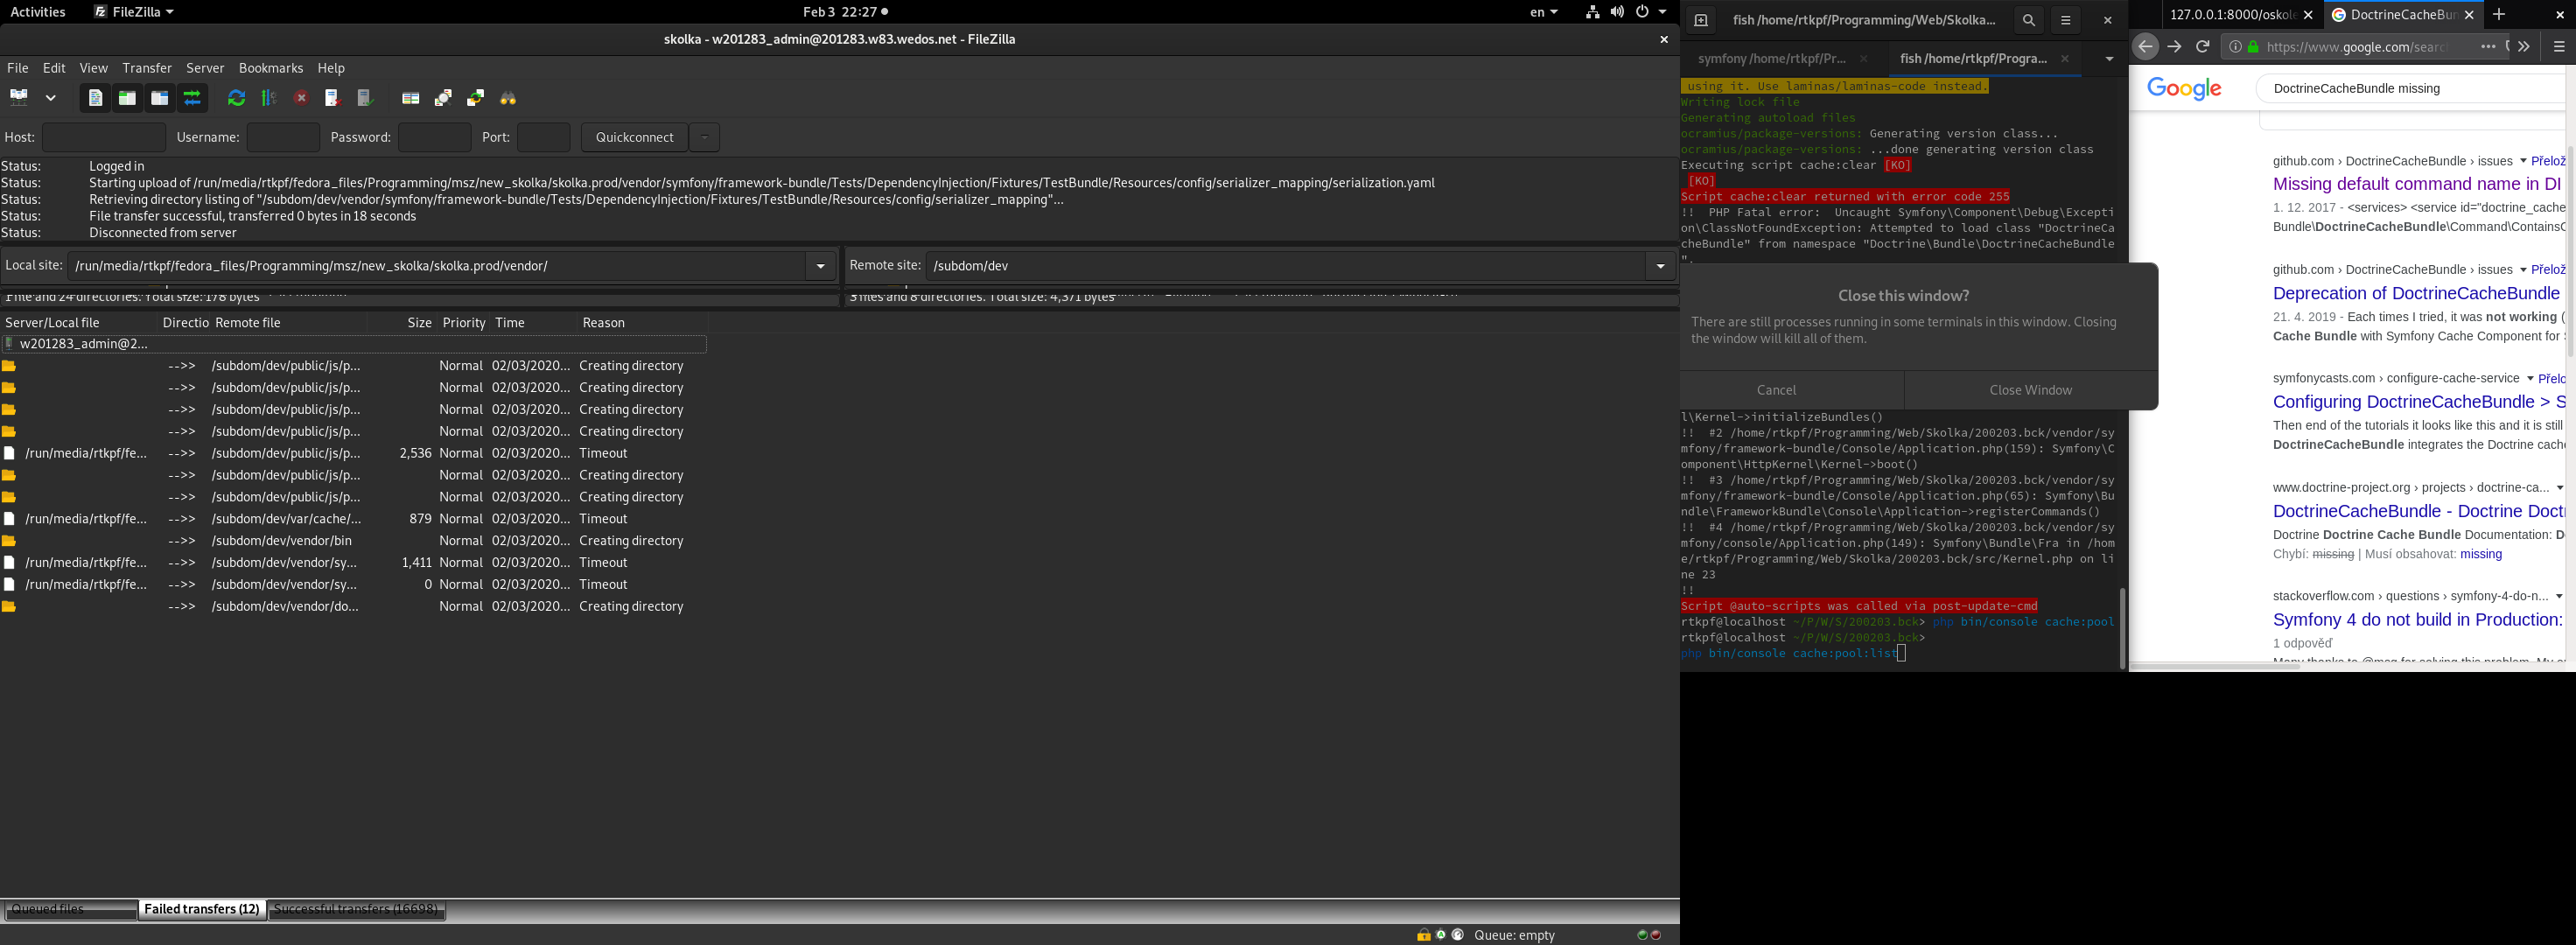 Activities
FileZilla
Feb 3 22:27
en
skolka - w201283_admin@201283.w83.wedos.net - FileZilla
File Edit View Transfer Server Bookmarks Help
Host: Username: Password: Port: Quickconnect
Status: Logged in
Status: Starting upload of /run/media/rtkpf/fedora_files/Programming/msz/new_skolka/skolka.prod/vendor/symfony/framework-bundle/Tests/DependencyInjection/Fixtures/TestBundle/Resources/config/serializer_mapping/serialization.yaml
Status: Retrieving directory listing of "/subdom/dev/vendor/symfony/framework-bundle/Tests/DependencyInjection/Fixtures/TestBundle/Resources/config/serializer_mapping"...
Status: File transfer successful, transferred 0 bytes in 18 seconds
Status: Disconnected from server
Local site: /run/media/rtkpf/fedora_files/Programming/msz/new_skolka/skolka.prod/vendor/
Remote site: /subdom/dev
1 file and 24 directories. Total size: 178 bytes
3 files and 8 directories. Total size: 4,371 bytes
Server/Local file Directio Remote file Size Priority Time Reason
w201283_admin@2...
-->> /subdom/dev/public/js/p... Normal 02/03/2020... Creating directory
-->> /subdom/dev/public/js/p... Normal 02/03/2020... Creating directory
-->> /subdom/dev/public/js/p... Normal 02/03/2020... Creating directory
-->> /subdom/dev/public/js/p... Normal 02/03/2020... Creating directory
/run/media/rtkpf/fe... -->> /subdom/dev/public/js/p... 2,536 Normal 02/03/2020... Timeout
-->> /subdom/dev/public/js/p... Normal 02/03/2020... Creating directory
-->> /subdom/dev/public/js/p... Normal 02/03/2020... Creating directory
/run/media/rtkpf/fe... -->> /subdom/dev/var/cache/... 879 Normal 02/03/2020... Timeout
-->> /subdom/dev/vendor/bin Normal 02/03/2020... Creating directory
/run/media/rtkpf/fe... -->> /subdom/dev/vendor/sy... 1,411 Normal 02/03/2020... Timeout
/run/media/rtkpf/fe... -->> /subdom/dev/vendor/sy... 0 Normal 02/03/2020... Timeout
-->> /subdom/dev/vendor/do... Normal 02/03/2020... Creating directory
Queued files Failed transfers (12) Successful transfers (16698)
Queue: empty
fish /home/rtkpf/Programming/Web/Skolka...
symfony /home/rtkpf/Pr... fish /home/rtkpf/Progra...
using it. Use laminas/laminas-code instead.
Writing lock file
Generating autoload files
ocramius/package-versions: Generating version class...
ocramius/package-versions: ...done generating version class
Executing script cache:clear [KO]
[KO]
Script cache:clear returned with error code 255
!! PHP Fatal error: Uncaught Symfony\Component\Debug\Excepti
on\ClassNotFoundException: Attempted to load class "DoctrineCa
cheBundle" from namespace "Doctrine\Bundle\DoctrineCacheBundle
".
Close this window?
There are still processes running in some terminals in this window. Closing
the window will kill all of them.
Cancel Close Window
l\Kernel->initializeBundles()
!! #2 /home/rtkpf/Programming/Web/Skolka/200203.bck/vendor/sy
mfony/framework-bundle/Console/Application.php(159): Symfony\C
omponent\HttpKernel\Kernel->boot()
!! #3 /home/rtkpf/Programming/Web/Skolka/200203.bck/vendor/sy
mfony/framework-bundle/Console/Application.php(65): Symfony\Bu
ndle\FrameworkBundle\Console\Application->registerCommands()
!! #4 /home/rtkpf/Programming/Web/Skolka/200203.bck/vendor/sy
mfony/console/Application.php(149): Symfony\Bundle\Fra in /hom
e/rtkpf/Programming/Web/Skolka/200203.bck/src/Kernel.php on li
ne 23
!!
Script @auto-scripts was called via post-update-cmd
rtkpf@localhost ~/P/W/S/200203.bck> php bin/console cache:pool
rtkpf@localhost ~/P/W/S/200203.bck>
php bin/console cache:pool:list
127.0.0.1:8000/oskole
DoctrineCacheBun
https://www.google.com/searc
Google
DoctrineCacheBundle missing
github.com › DoctrineCacheBundle › issues Přelož
Missing default command name in DI
1. 12. 2017 - <services> <service id="doctrine_cache
Bundle\DoctrineCacheBundle\Command\ContainsC
github.com › DoctrineCacheBundle › issues Přelož
Deprecation of DoctrineCacheBundle
21. 4. 2019 - Each times I tried, it was not working (
Cache Bundle with Symfony Cache Component for S
symfonycasts.com › configure-cache-service Přelo
Configuring DoctrineCacheBundle > S
Then end of the tutorials it looks like this and it is still
DoctrineCacheBundle integrates the Doctrine cache
www.doctrine-project.org › projects › doctrine-ca...
DoctrineCacheBundle - Doctrine Doct
Doctrine Doctrine Cache Bundle Documentation: D
Chybí: missing | Musí obsahovat: missing
stackoverflow.com › questions › symfony-4-do-n...
Symfony 4 do not build in Production:
1 odpověď
Many thanks to @msg for solving this problem. My